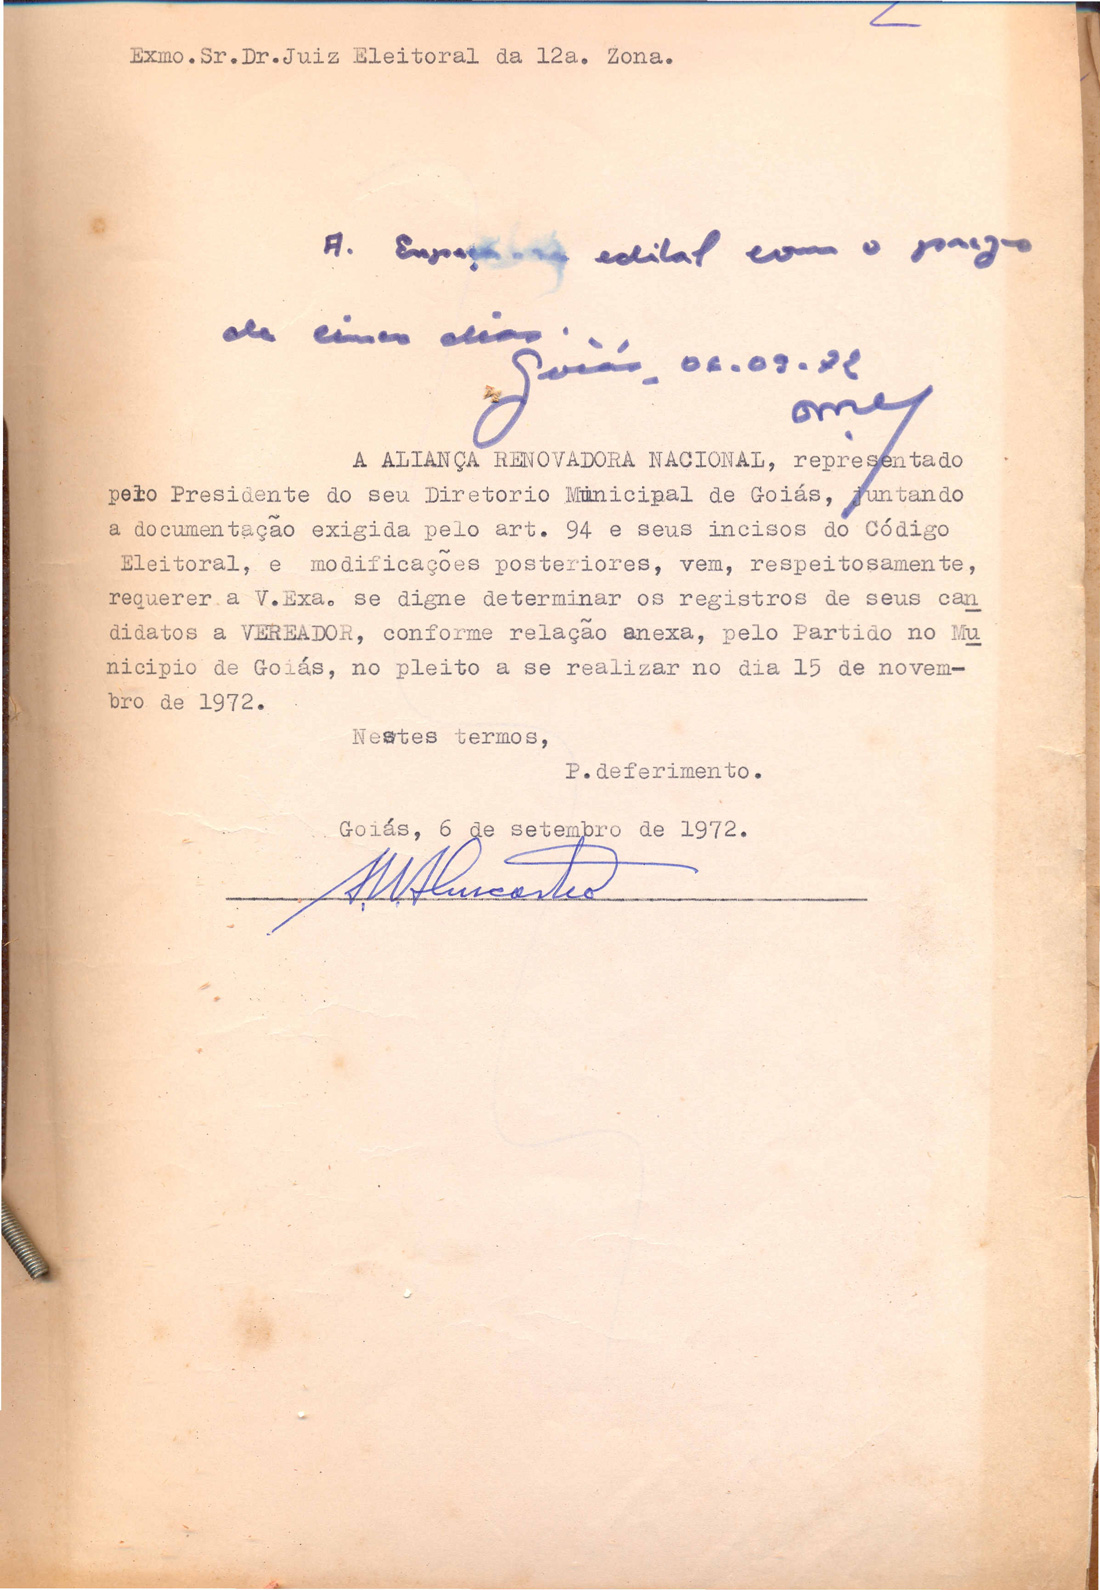 Exmo.Sr.Dr.Juiz Eleitoral da 12a. Zona.
A. edital com o prazo
de cinco dias.
Goiás, 06.09.72
A ALIANÇA RENOVADORA NACIONAL, representado
pelo Presidente do seu Diretorio Municipal de Goiás, juntando
a documentação exigida pelo art. 94 e seus incisos do Código
Eleitoral, e modificações posteriores, vem, respeitosamente,
requerer a V.Exa. se digne determinar os registros de seus can
didatos a VEREADOR, conforme relação anexa, pelo Partido no Mu
nicipio de Goiás, no pleito a se realizar no dia 15 de novem-
bro de 1972.
Nestes termos,
P.deferimento.
Goiás, 6 de setembro de 1972.